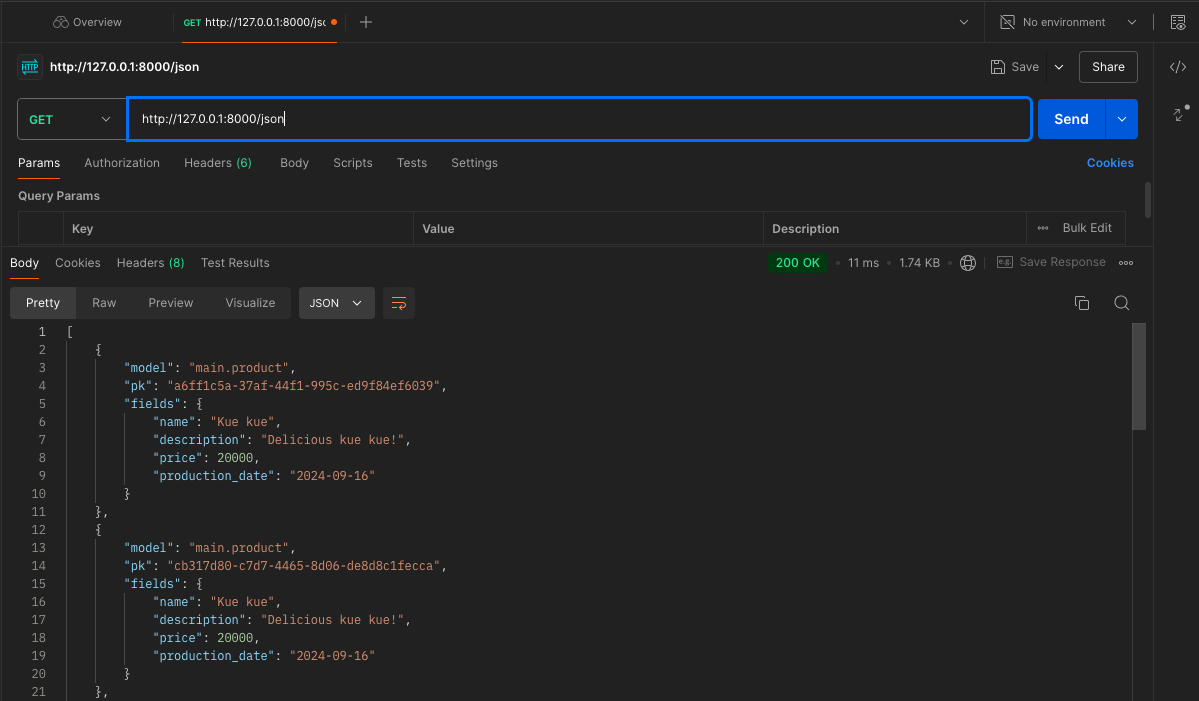 Overview
GET http://127.0.0.1:8000/jsc
No environment
HTTP http://127.0.0.1:8000/json
Save
Share
GET
http://127.0.0.1:8000/json
Send
Params Authorization Headers (6) Body Scripts Tests Settings Cookies
Query Params
Key Value Description Bulk Edit
Body Cookies Headers (8) Test Results 200 OK 11 ms 1.74 KB e.g. Save Response
Pretty Raw Preview Visualize JSON
1 [
2 {
3 "model": "main.product",
4 "pk": "a6ff1c5a-37af-44f1-995c-ed9f84ef6039",
5 "fields": {
6 "name": "Kue kue",
7 "description": "Delicious kue kue!",
8 "price": 20000,
9 "production_date": "2024-09-16"
10 }
11 },
12 {
13 "model": "main.product",
14 "pk": "cb317d80-c7d7-4465-8d06-de8d8c1fecca",
15 "fields": {
16 "name": "Kue kue",
17 "description": "Delicious kue kue!",
18 "price": 20000,
19 "production_date": "2024-09-16"
20 }
21 },